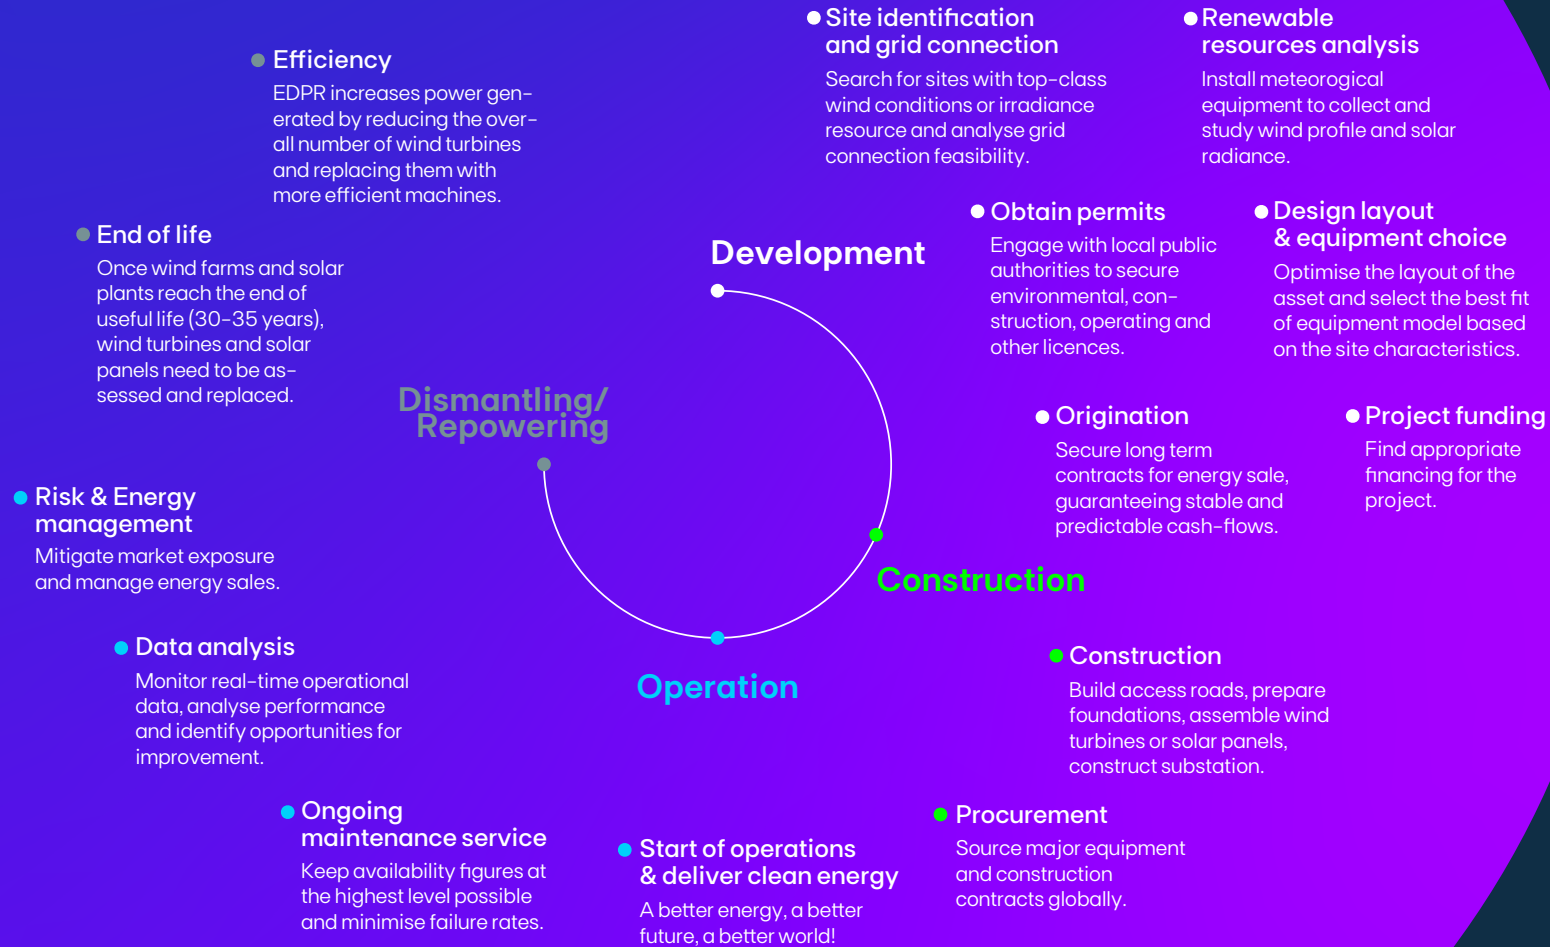 Site identification
and grid connection
Search for sites with top-class
wind conditions or irradiance
resource and analyse grid
connection feasibility.
Renewable
resources analysis
Install meteorogical
equipment to collect and
study wind profile and solar
radiance.
Efficiency
EDPR increases power gen-
erated by reducing the over-
all number of wind turbines
and replacing them with
more efficient machines.
End of life
Once wind farms and solar
plants reach the end of
useful life (30-35 years),
wind turbines and solar
panels need to be as-
sessed and replaced.
Development
Obtain permits
Engage with local public
authorities to secure
environmental, con-
struction, operating and
other licences.
Design layout
& equipment choice
Optimise the layout of the
asset and select the best fit
of equipment model based
on the site characteristics.
Dismantling/
Repowering
Origination
Secure long term
contracts for energy sale,
guaranteeing stable and
predictable cash-flows.
Project funding
Find appropriate
financing for the
project.
Risk & Energy
management
Mitigate market exposure
and manage energy sales.
Construction
Data analysis
Monitor real-time operational
data, analyse performance
and identify opportunities for
improvement.
Operation
Construction
Build access roads, prepare
foundations, assemble wind
turbines or solar panels,
construct substation.
Ongoing
maintenance service
Keep availability figures at
the highest level possible
and minimise failure rates.
Start of operations
& deliver clean energy
A better energy, a better
future, a better world!
Procurement
Source major equipment
and construction
contracts globally.